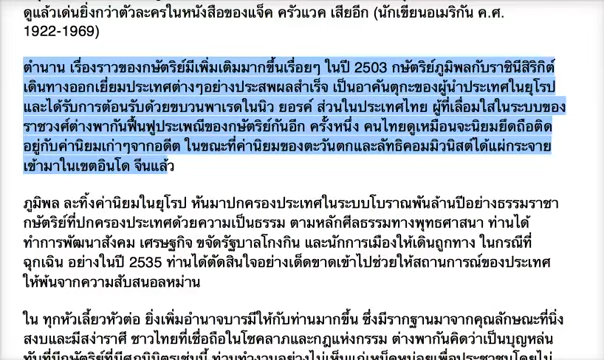 ดูแล้วเด่นยิ่งกว่าตัวละครในหนังสือของแจ็ค ครัวแวค เสียอีก (นักเขียนอเมริกัน ค.ศ.
1922-1969)
ตำนาน เรื่องราวของกษัตริย์มีเพิ่มเติมมากขึ้นเรื่อยๆ ในปี 2503 กษัตริย์ภูมิพลกับราชินีสิริกิต์
เดินทางออกเยี่ยมประเทศต่างๆอย่างประสพผลสำเร็จ เป็นอาคันตุกะของผู้นำประเทศในยุโรป
และได้รับการต้อนรับด้วยขบวนพาเรดในนิว ยอรค์ ส่วนในประเทศไทย ผู้ที่เลื่อมใสในระบบของ
ราชวงศ์ต่างพากันฟื้นฟูประเพณีของกษัตริย์กันอีก ครั้งหนึ่ง คนไทยดูเหมือนจะนิยมยึดถือติด
อยู่กับค่านิยมเก่าๆจากอดีต ในขณะที่ค่านิยมของตะวันตกและลัทธิคอมมิวนิสต์ได้แผ่กระจาย
เข้ามาในเขตอินโด จีนแล้ว
ภูมิพล ละทิ้งค่านิยมในยุโรป หันมาปกครองประเทศในระบบโบราณพันล้านปีอย่างธรรมราชา
กษัตริย์ที่ปกครองประเทศด้วยความเป็นธรรม ตามหลักศีลธรรมทางพุทธศาสนา ท่านได้
ทำการพัฒนาสังคม เศรษฐกิจ ขจัดรัฐบาลโกงกิน และนักการเมืองให้เดินถูกทาง ในกรณีที่
ฉุกเฉิน อย่างในปี 2535 ท่านได้ตัดสินใจอย่างเด็ดขาดเข้าไปช่วยให้สถานการณ์ของประเทศ
ให้พ้นจากความสับสนอลหม่าน
ใน ทุกหัวเลี้ยวหัวต่อ ยิ่งเพิ่มอำนาจบารมีให้กับท่านมากขึ้น ซึ่งมีรากฐานมาจากคุณลักษณะที่นิ่ง
สงบและมีสง่าราศี ชาวไทยที่เชื่อถือในโชคลาภและกฎแห่งกรรม ต่างพากันคิดว่าเป็นบุญหล่น